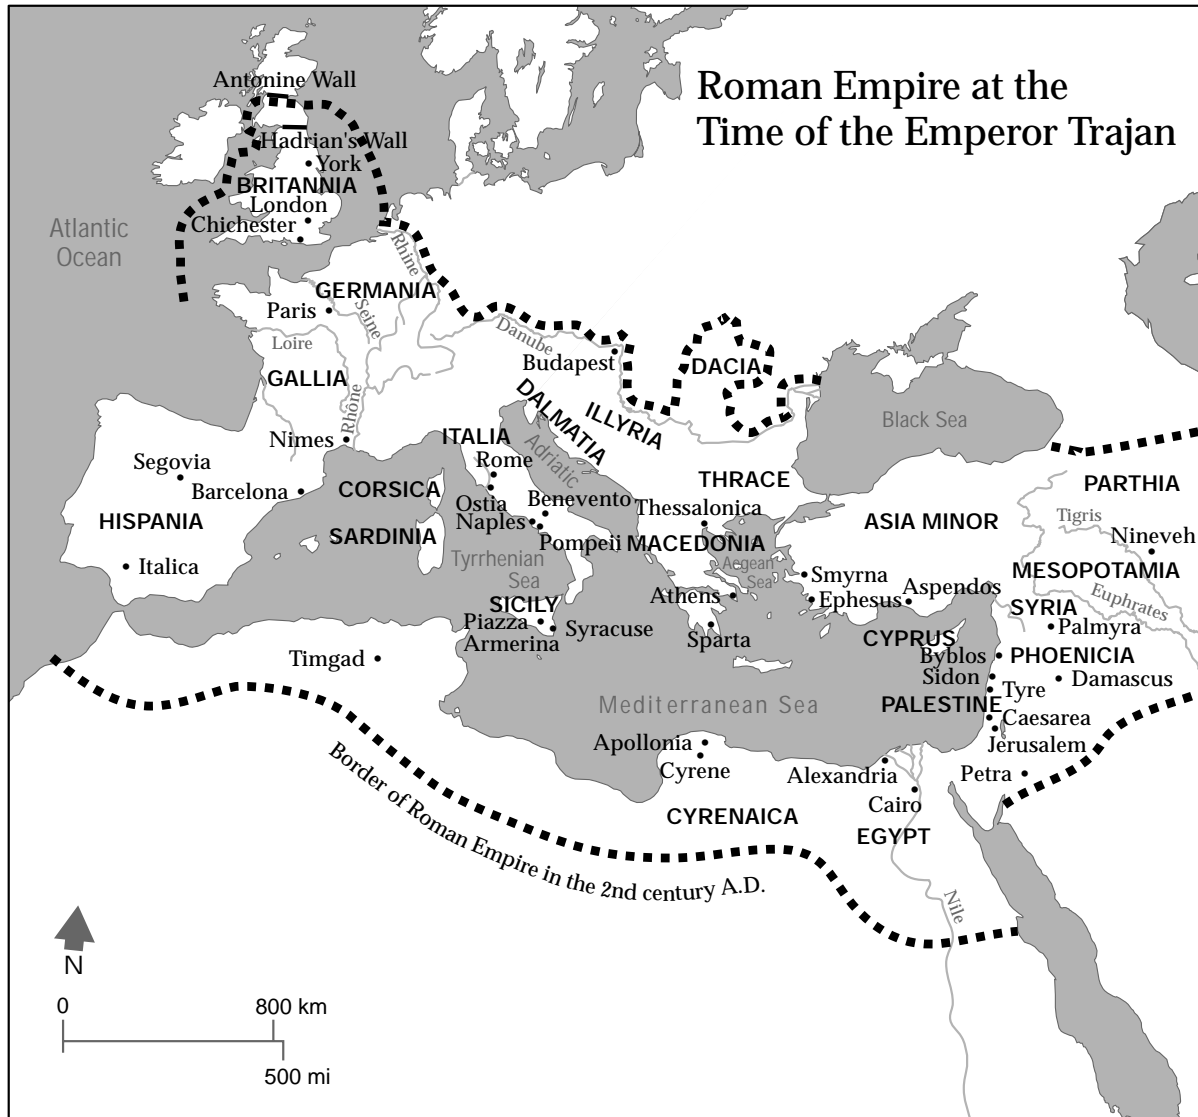 Roman Empire at the
Time of the Emperor Trajan
Antonine Wall
Hadrian's Wall
York
BRITANNIA
London
Chichester
Atlantic
Ocean
Rhine
GERMANIA
Paris
Seine
Loire
Danube
Budapest
DACIA
GALLIA
Rhône
DALMATIA
ILLYRIA
Black Sea
Nimes
ITALIA
Adriatic
Rome
Segovia
Barcelona
CORSICA
THRACE
PARTHIA
Ostia
Benevento
Thessalonica
HISPANIA
Naples
ASIA MINOR
Tigris
SARDINIA
Pompeii
MACEDONIA
Nineveh
Tyrrhenian
Sea
Aegean
Sea
Italica
Smyrna
MESOPOTAMIA
Athens
Ephesus
Aspendos
Euphrates
SICILY
SYRIA
Piazza
Armerina
Syracuse
Sparta
CYPRUS
Palmyra
Timgad
Byblos
PHOENICIA
Sidon
Damascus
Tyre
Mediterranean Sea
PALESTINE
Caesarea
Jerusalem
Apollonia
Cyrene
Alexandria
Petra
Cairo
CYRENAICA
EGYPT
Border of Roman Empire in the 2nd century A.D.
Nile
N
0
800 km
500 mi